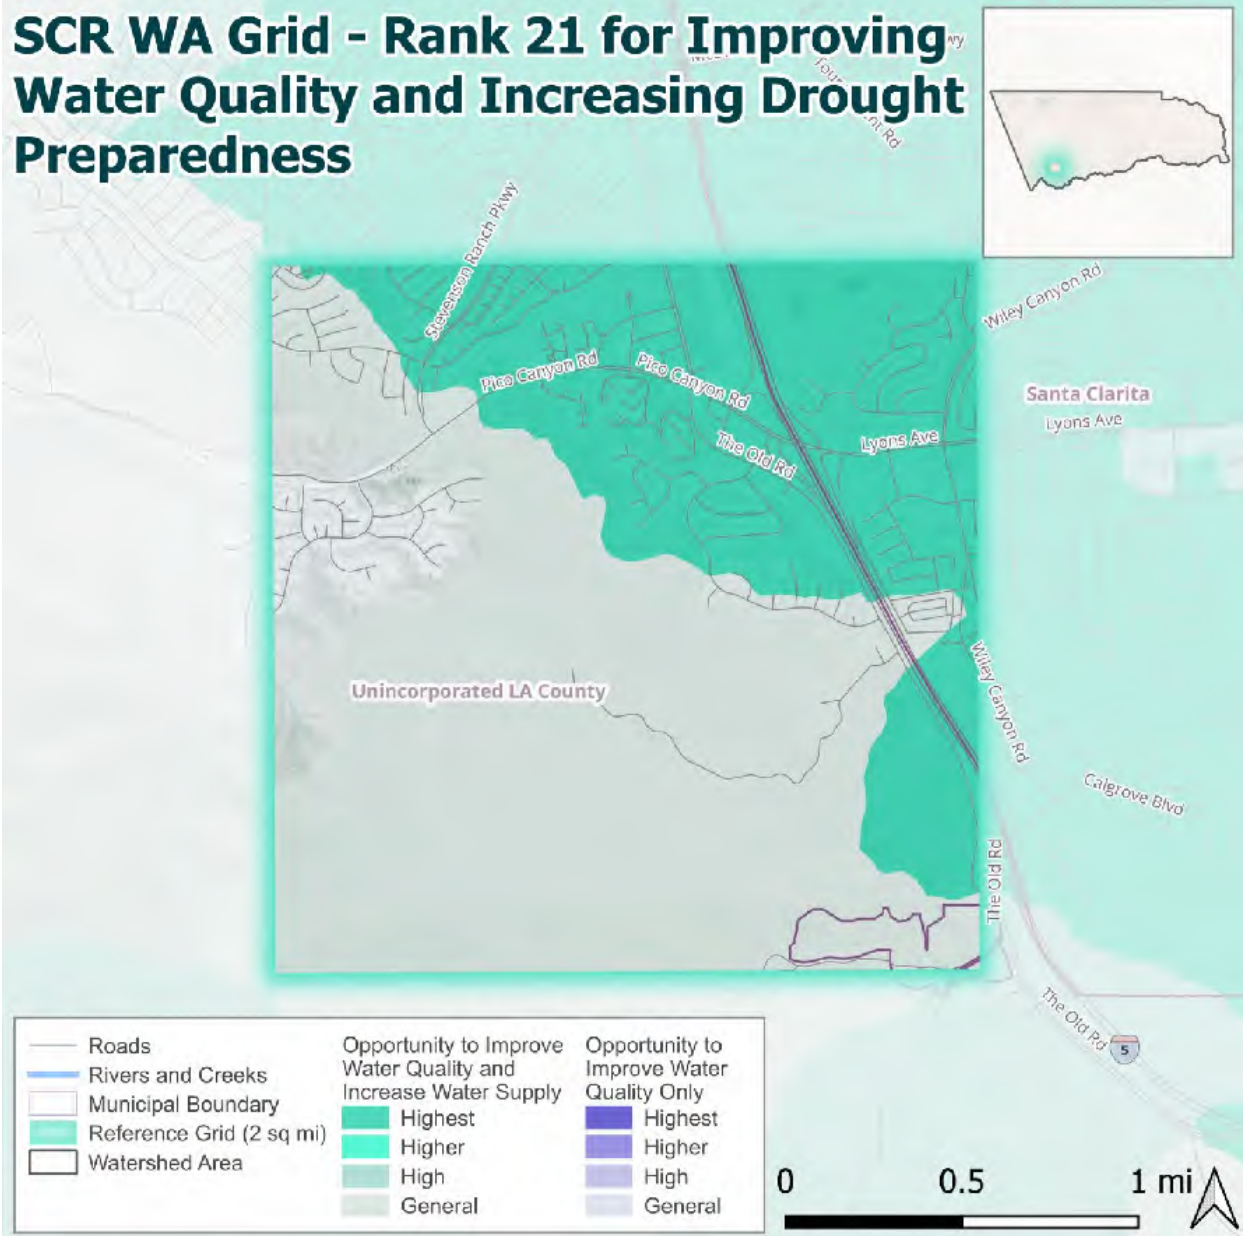 SCR WA Grid - Rank 21 for Improving
Water Quality and Increasing Drought
Preparedness
Stevenson Ranch Pkwy
Wiley Canyon Rd
Pico Canyon Rd
Pico Canyon Rd
Santa Clarita
Lyons Ave
Lyons Ave
The Old Rd
Unincorporated LA County
Wiley Canyon Rd
Calgrove Blvd
The Old Rd
The Old Rd
5
Roads
Rivers and Creeks
Municipal Boundary
Reference Grid (2 sq mi)
Watershed Area
Opportunity to Improve
Water Quality and
Increase Water Supply
Highest
Higher
High
General
Opportunity to
Improve Water
Quality Only
Highest
Higher
High
General
0 0.5 1 mi